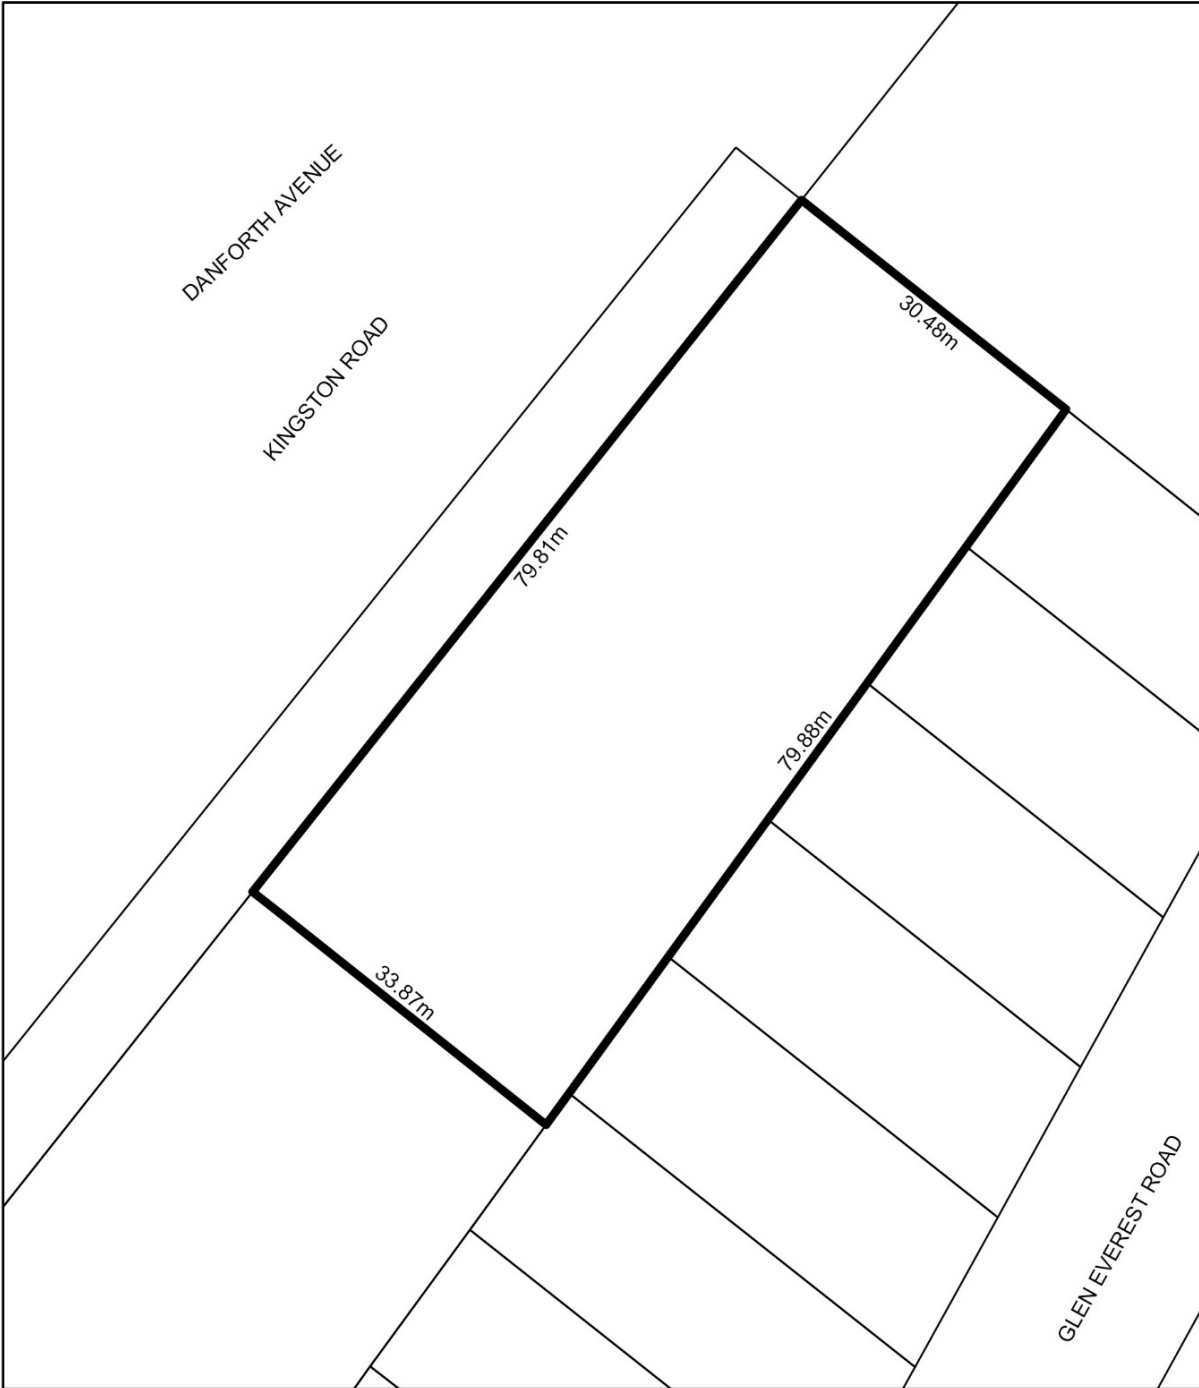 DANFORTH AVENUE
KINGSTON ROAD
30.48m
79.81m
79.88m
33.87m
GLEN EVEREST ROAD